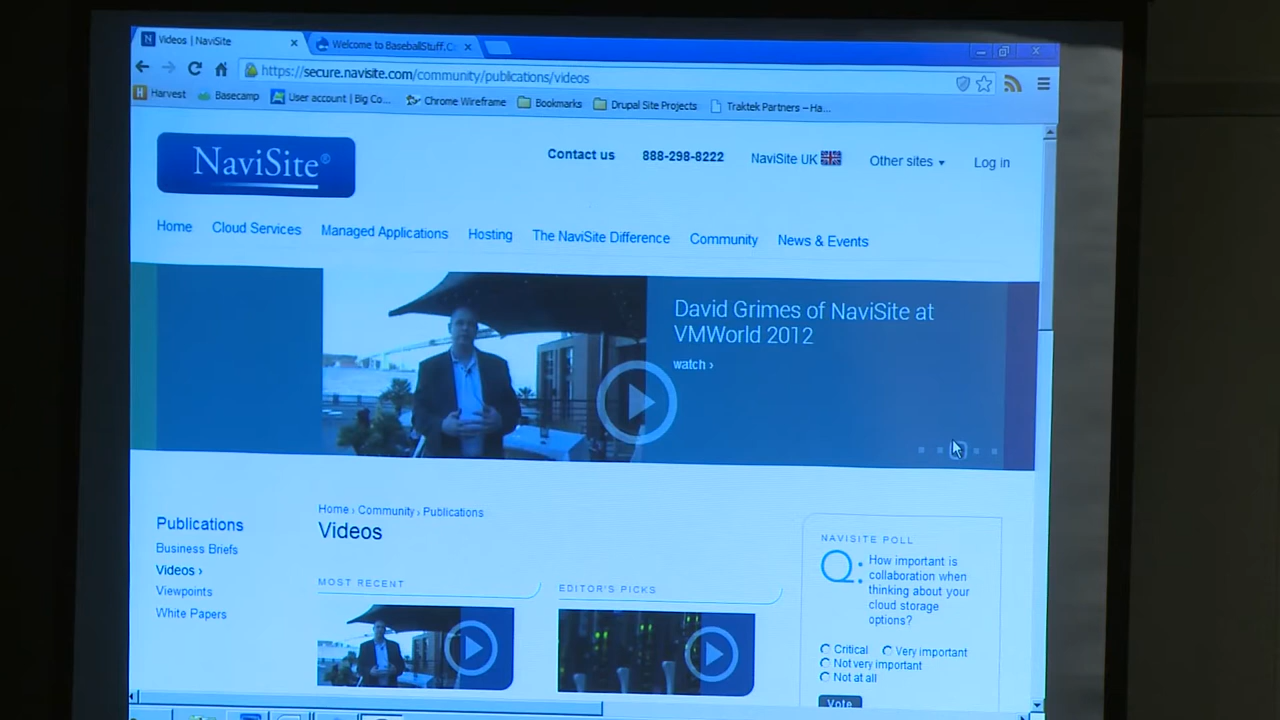 Videos | NaviSite
Welcome to BaseballStuff.C
https://secure.navisite.com/community/publications/videos
Harvest
Basecamp
User account | Big Co...
Chrome Wireframe
Bookmarks
Drupal Site Projects
Traktek Partners – Ha...
NaviSite®
Contact us
888-298-8222
NaviSite UK
Other sites
Log in
Home
Cloud Services
Managed Applications
Hosting
The NaviSite Difference
Community
News & Events
David Grimes of NaviSite at
VMWorld 2012
watch ›
Home › Community › Publications
Videos
Publications
Business Briefs
Videos ›
Viewpoints
White Papers
MOST RECENT
EDITOR'S PICKS
NAVISITE POLL
Q: How important is
collaboration when
thinking about your
cloud storage
options?
Critical Very important
Not very important
Not at all
Vote